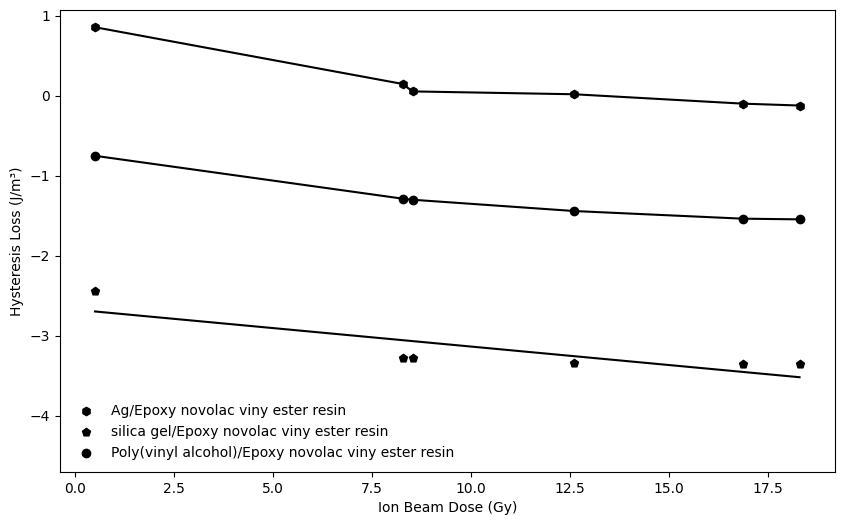 1
0
−1
−2
−3
−4
Hysteresis Loss (J/m³)
Ag/Epoxy novolac viny ester resin
silica gel/Epoxy novolac viny ester resin
Poly(vinyl alcohol)/Epoxy novolac viny ester resin
0.0 2.5 5.0 7.5 10.0 12.5 15.0 17.5
Ion Beam Dose (Gy)